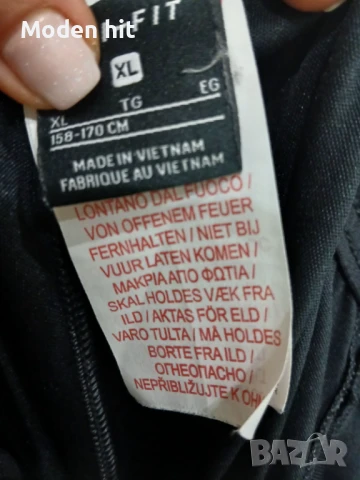 Moden hit
FIT
XL
XL TG EG
158-170 CM
MADE IN VIETNAM
FABRIQUE AU VIETNAM
LONTANO DAL FUOCO /
VON OFFENEM FEUER
FERNHALTEN / NIET BIJ
VUUR LATEN KOMEN /
ΜΑΚΡΙΑ ΑΠΟ ΦΩΤΙΑ /
SKAL HOLDES VÆK FRA
ILD / AKTAS FÖR ELD /
VARO TULTA / MÅ HOLDES
BORTE FRA ILD /
ОГНЕОПАСНО /
NEPŘIBLIŽUJTE K OHNI
BAZAR